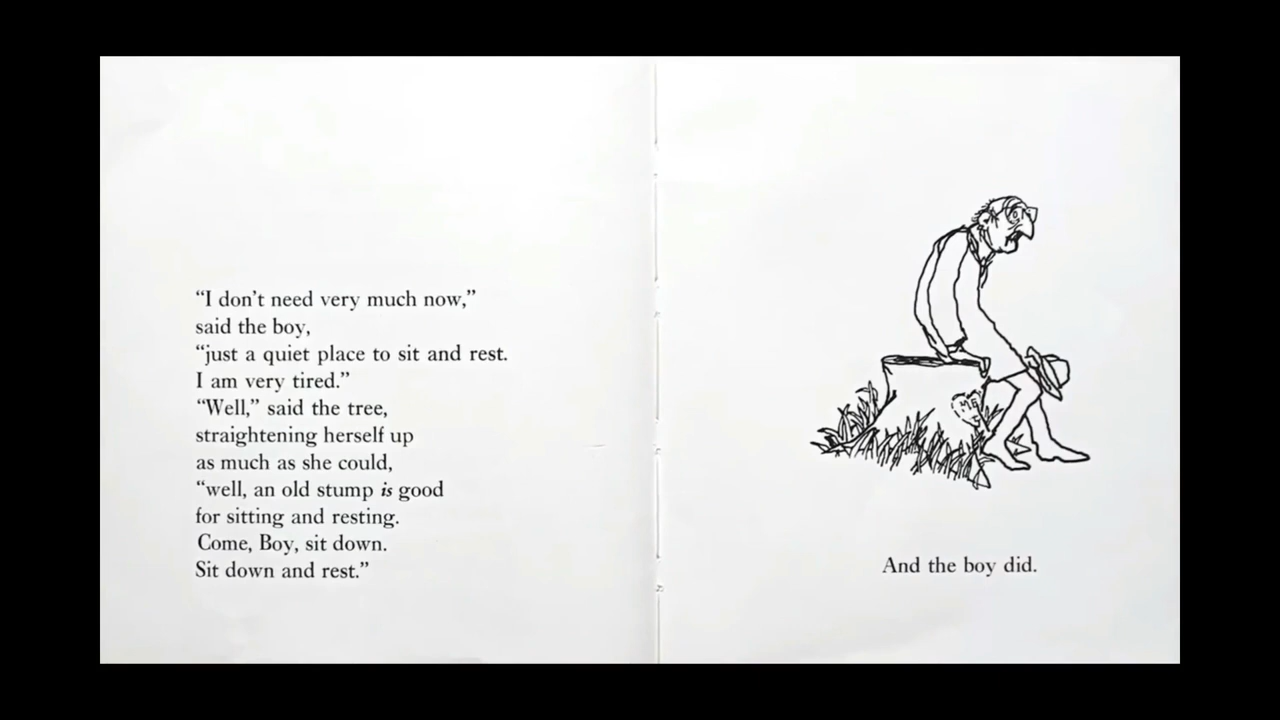 “I don’t need very much now,”
said the boy,
“just a quiet place to sit and rest.
I am very tired.”
“Well,” said the tree,
straightening herself up
as much as she could,
“well, an old stump is good
for sitting and resting.
Come, Boy, sit down.
Sit down and rest.”
M.E.
And the boy did.